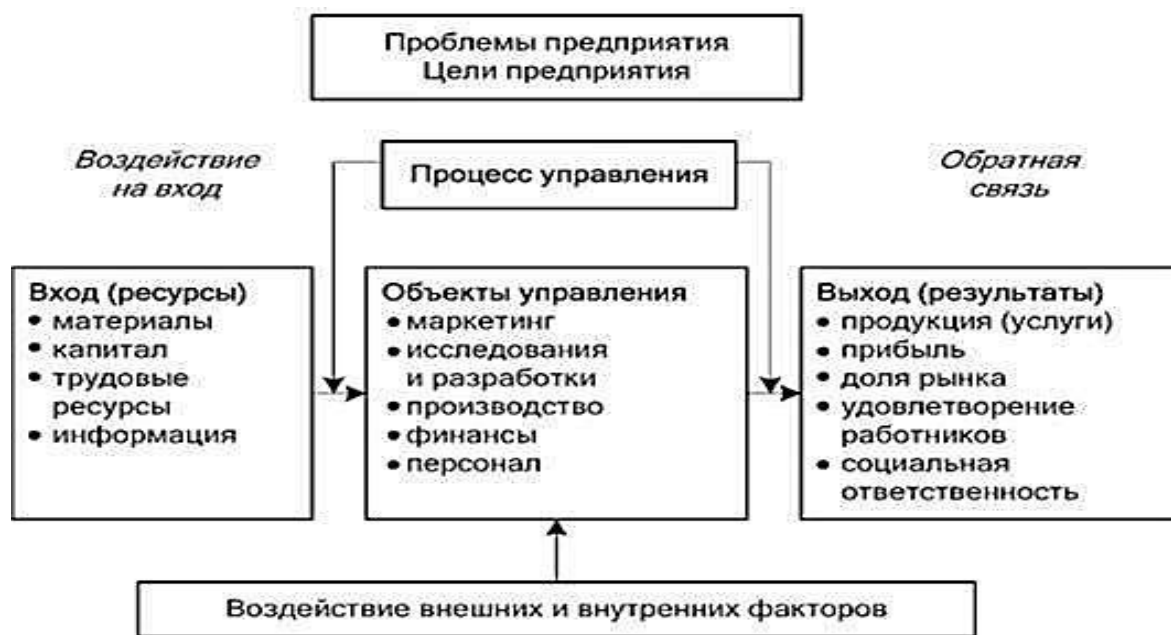 Проблемы предприятия
Цели предприятия
Воздействие
на вход
Процесс управления
Обратная
связь
Вход (ресурсы)
• материалы
• капитал
• трудовые
ресурсы
• информация
Объекты управления
• маркетинг
• исследования
и разработки
• производство
• финансы
• персонал
Выход (результаты)
• продукция (услуги)
• прибыль
• доля рынка
• удовлетворение
работников
• социальная
ответственность
Воздействие внешних и внутренних факторов